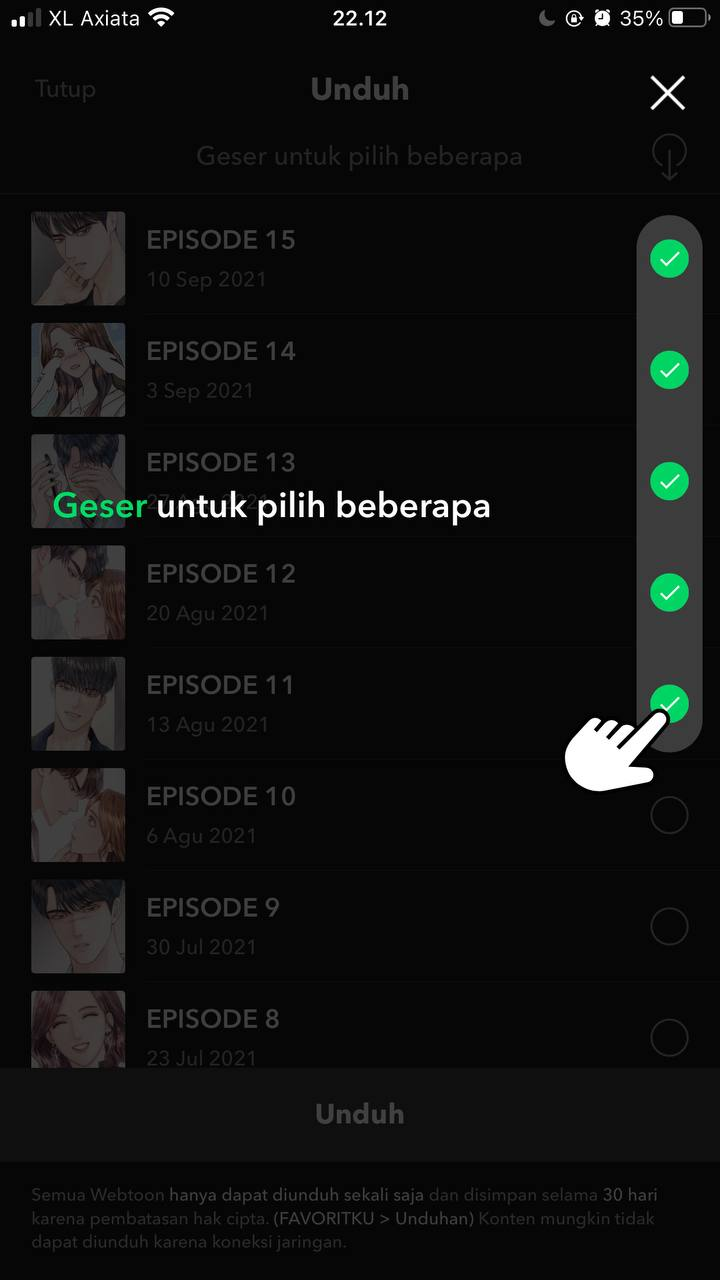 XL Axiata
22.12
35%
Tutup
Unduh
Geser untuk pilih beberapa
EPISODE 15
10 Sep 2021
EPISODE 14
3 Sep 2021
EPISODE 13
Geser untuk pilih beberapa
EPISODE 12
20 Agu 2021
EPISODE 11
13 Agu 2021
EPISODE 10
6 Agu 2021
EPISODE 9
30 Jul 2021
EPISODE 8
23 Jul 2021
Unduh
Semua Webtoon hanya dapat diunduh sekali saja dan disimpan selama 30 hari
karena pembatasan hak cipta. (FAVORITKU > Unduhan) Konten mungkin tidak
dapat diunduh karena koneksi jaringan.